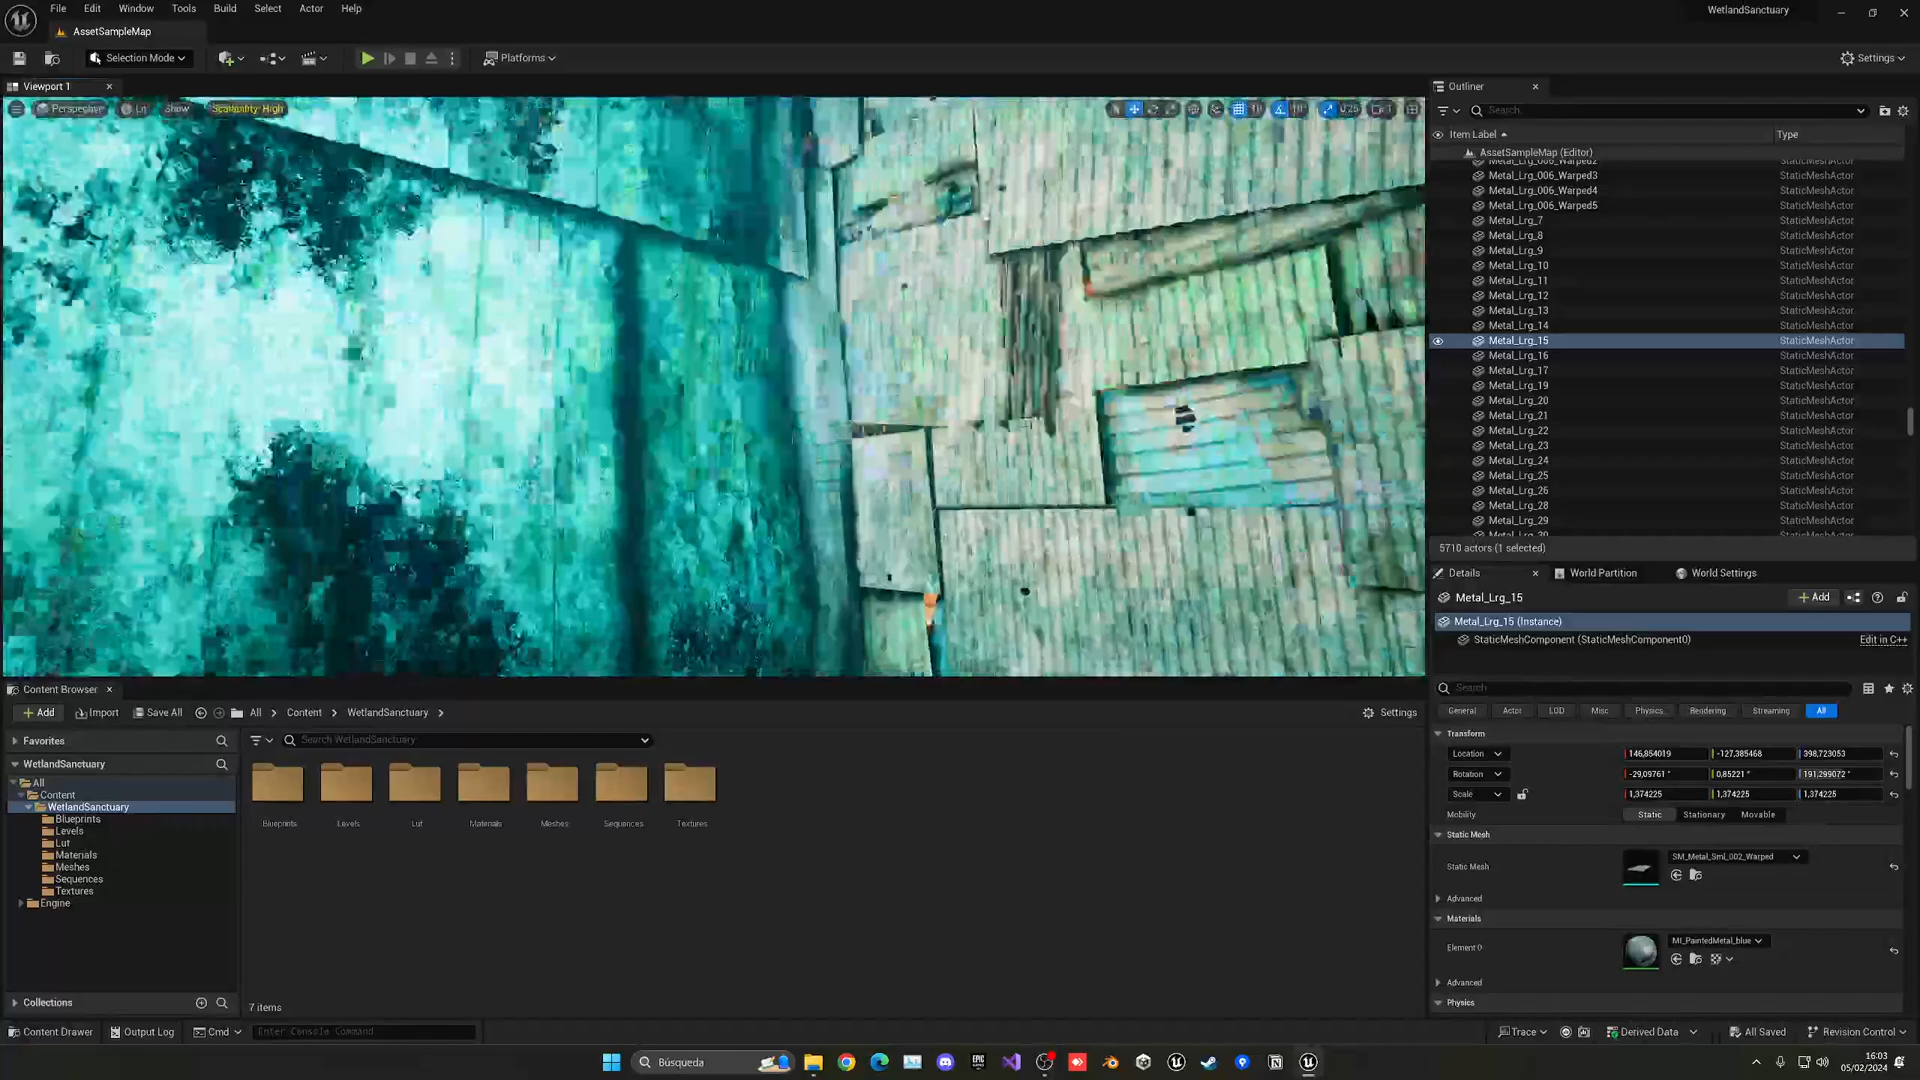 File Edit Window Tools Build Select Actor Help
WetlandSanctuary
AssetSampleMap
Selection Mode
Platforms
Settings
Viewport 1
Outliner
Perspective Lit Show Scalability: High
0.25 1
Search...
Item Label Type
AssetSampleMap (Editor)
Metal_Lrg_006_Warped2 StaticMeshActor
Metal_Lrg_006_Warped3 StaticMeshActor
Metal_Lrg_006_Warped4 StaticMeshActor
Metal_Lrg_006_Warped5 StaticMeshActor
Metal_Lrg_7 StaticMeshActor
Metal_Lrg_8 StaticMeshActor
Metal_Lrg_9 StaticMeshActor
Metal_Lrg_10 StaticMeshActor
Metal_Lrg_11 StaticMeshActor
Metal_Lrg_12 StaticMeshActor
Metal_Lrg_13 StaticMeshActor
Metal_Lrg_14 StaticMeshActor
Metal_Lrg_15 StaticMeshActor
Metal_Lrg_16 StaticMeshActor
Metal_Lrg_17 StaticMeshActor
Metal_Lrg_19 StaticMeshActor
Metal_Lrg_20 StaticMeshActor
Metal_Lrg_21 StaticMeshActor
Metal_Lrg_22 StaticMeshActor
Metal_Lrg_23 StaticMeshActor
Metal_Lrg_24 StaticMeshActor
Metal_Lrg_25 StaticMeshActor
Metal_Lrg_26 StaticMeshActor
Metal_Lrg_28 StaticMeshActor
Metal_Lrg_29 StaticMeshActor
5710 actors (1 selected)
Details World Partition World Settings
Metal_Lrg_15
Add
Metal_Lrg_15 (Instance)
StaticMeshComponent (StaticMeshComponent0) Edit in C++
Search
General Actor LOD Misc Physics Rendering Streaming All
Transform
Location 146,854019 -127,385468 398,723053
Rotation -29,09761 ° 0,85221 ° 191,299072 °
Scale 1,374225 1,374225 1,374225
Mobility Static Stationary Movable
Static Mesh
Static Mesh SM_Metal_Sml_002_Warped
Advanced
Materials
Element 0 MI_PaintedMetal_blue
Advanced
Physics
Content Browser
Add Import Save All All Content WetlandSanctuary Settings
Favorites
Search WetlandSanctuary
WetlandSanctuary
All
Content
WetlandSanctuary
Blueprints
Levels
Lut
Materials
Meshes
Sequences
Textures
Engine
Collections
Blueprints Levels Lut Materials Meshes Sequences Textures
7 items
Content Drawer Output Log Cmd Enter Console Command
Trace Derived Data All Saved Revision Control
Búsqueda
EPIC GAMES
16:03
05/02/2024